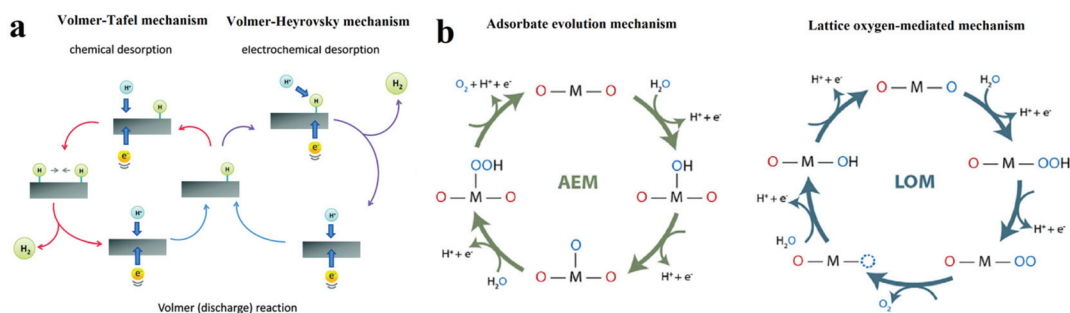 a
Volmer-Tafel mechanism
Volmer-Heyrovsky mechanism
chemical desorption
electrochemical desorption
H⁺
H
e⁻
H⁺
H
e⁻
H₂
H
H
H
H₂
H⁺
e⁻
H⁺
e⁻
Volmer (discharge) reaction
b
Adsorbate evolution mechanism
O₂ + H⁺+ e⁻
O—M—O
H₂O
H⁺+ e⁻
OOH
O—M—O
AEM
OH
O—M—O
H⁺+ e⁻
H₂O
O
O—M—O
H⁺+ e⁻
Lattice oxygen-mediated mechanism
H⁺+ e⁻
O—M—O
H₂O
H⁺+ e⁻
O—M—OH
LOM
O—M—OOH
H⁺+ e⁻
H₂O
H⁺+ e⁻
O—M—
O—M—OO
O₂